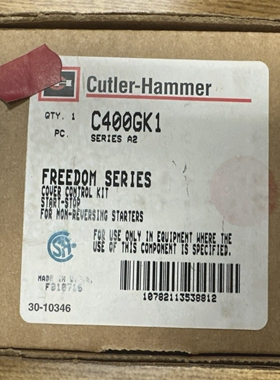 Cutler-Hammer
QTY. 1 C400GK1
PC. SERIES A2
FREEDOM SERIES
COVER CONTROL KIT
START-STOP
FOR NON-REVERSING STARTERS
FOR USE ONLY IN EQUIPMENT WHERE THE
USE OF THIS COMPONENT IS SPECIFIED.
MADE IN
30-10346
10782113538812